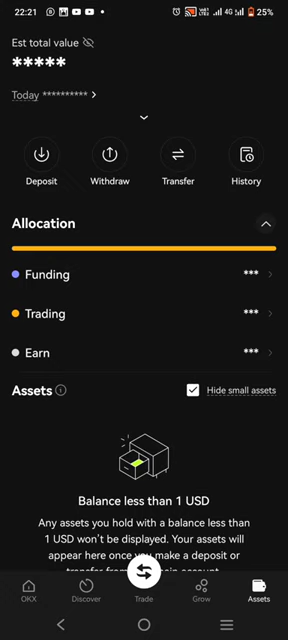 22:21
4G
25%
Est total value
*****
Today **********
Deposit
Withdraw
Transfer
History
Allocation
Funding
***
Trading
***
Earn
***
Assets
Hide small assets
Balance less than 1 USD
Any assets you hold with a balance less than
1 USD won't be displayed. Your assets will
appear here once you make a deposit or
OKX
Discover
Trade
Grow
Assets